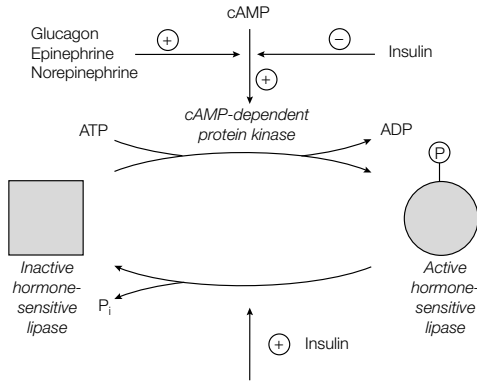 cAMP
Glucagon
Epinephrine
Norepinephrine
+
−
Insulin
+
cAMP-dependent
protein kinase
ATP
ADP
P
Inactive
hormone-
sensitive
lipase
Active
hormone-
sensitive
lipase
Pi
+
Insulin